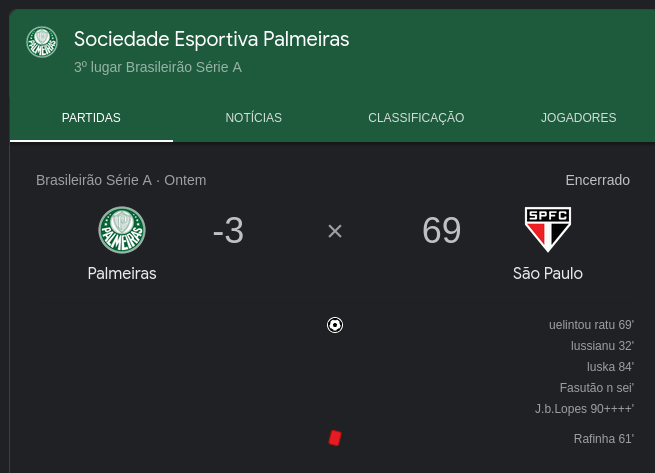 Sociedade Esportiva Palmeiras
3º lugar Brasileirão Série A
PARTIDAS NOTÍCIAS CLASSIFICAÇÃO JOGADORES
Brasileirão Série A · Ontem Encerrado
PALMEIRAS -3 × 69 SPFC
Palmeiras São Paulo
uelintou ratu 69'
lussianu 32'
luska 84'
Fasutão n sei'
J.b.Lopes 90++++'
Rafinha 61'